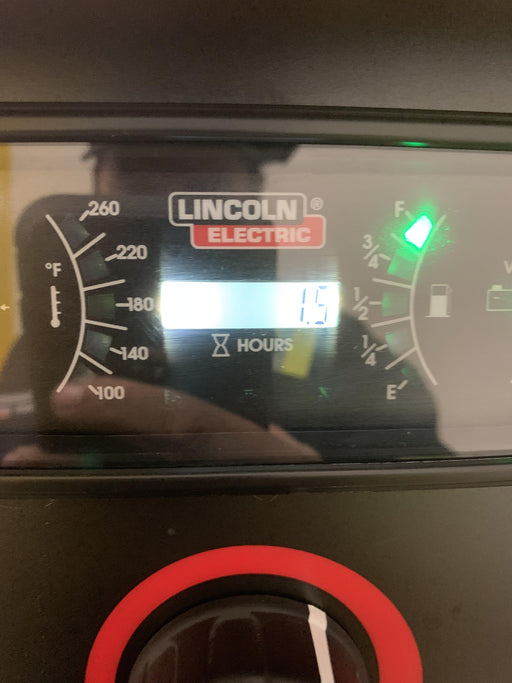 LINCOLN ®
ELECTRIC
1.5
HOURS
°F
260
220
180
140
100
F
3/4
1/2
1/4
E